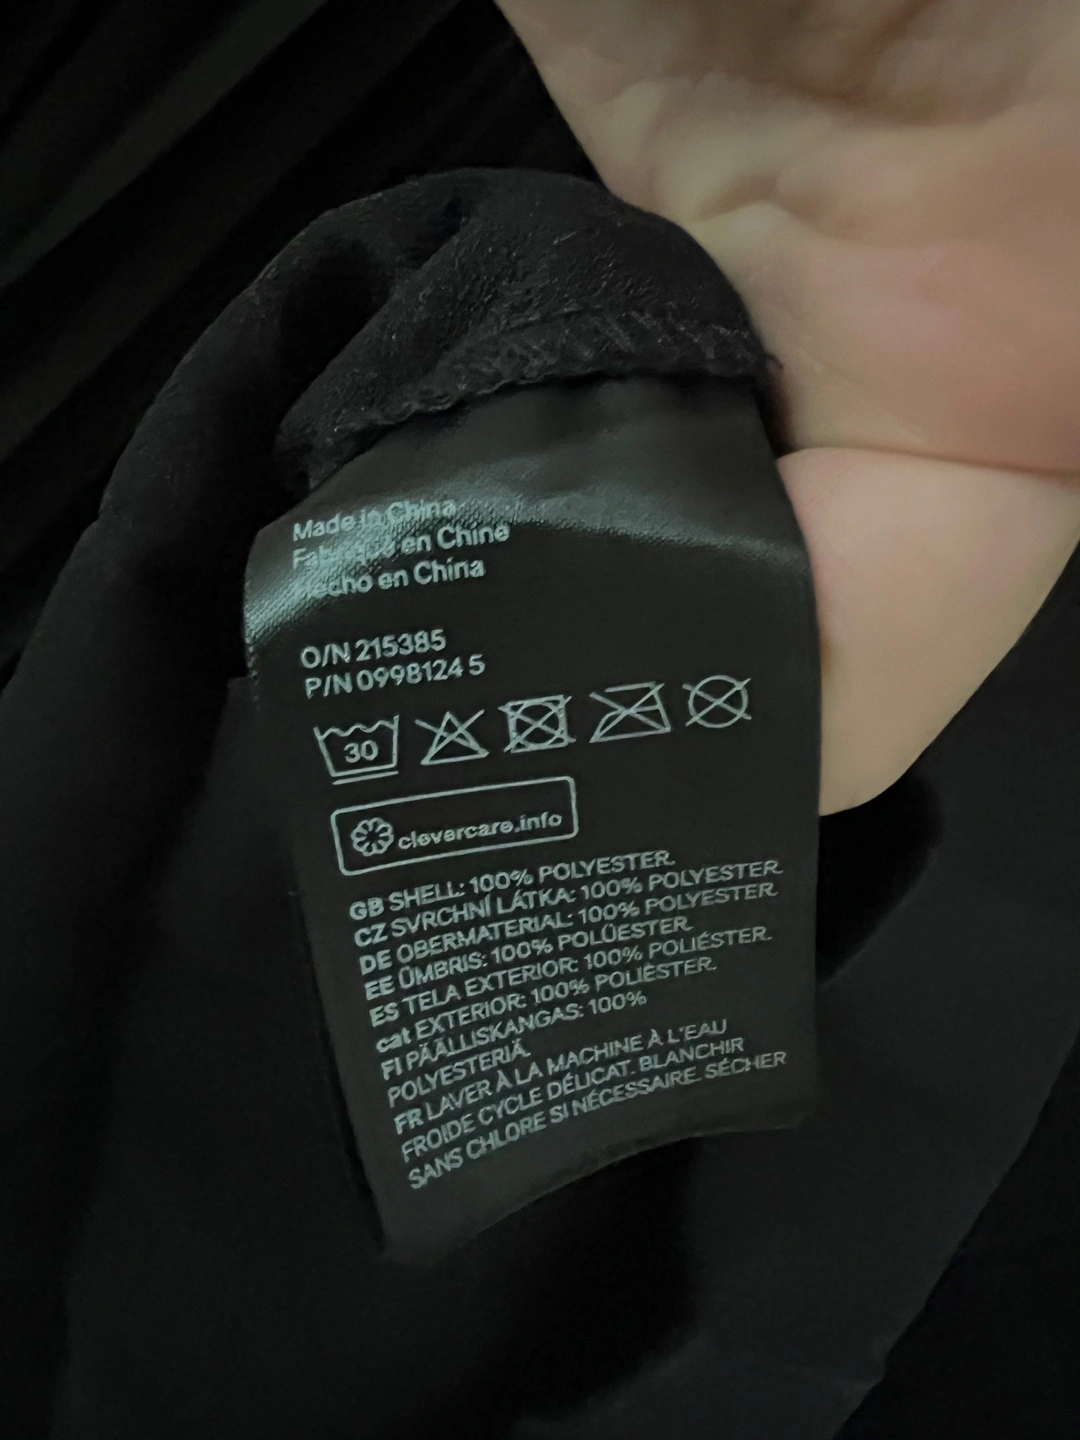 Made in China
Fabriqué en Chine
Hecho en China
O/N 215385
P/N 0998124 5
30
clevercare.info
GB SHELL: 100% POLYESTER.
CZ SVRCHNÍ LÁTKA: 100% POLYESTER.
DE OBERMATERIAL: 100% POLYESTER.
EE ÜMBRIS: 100% POLÜESTER.
ES TELA EXTERIOR: 100% POLIÉSTER.
cat EXTERIOR: 100% POLIÈSTER.
FI PÄÄLLISKANGAS: 100%
POLYESTERIÄ.
FR LAVER À LA MACHINE À L'EAU
FROIDE CYCLE DÉLICAT. BLANCHIR
SANS CHLORE SI NÉCESSAIRE. SÉCHER